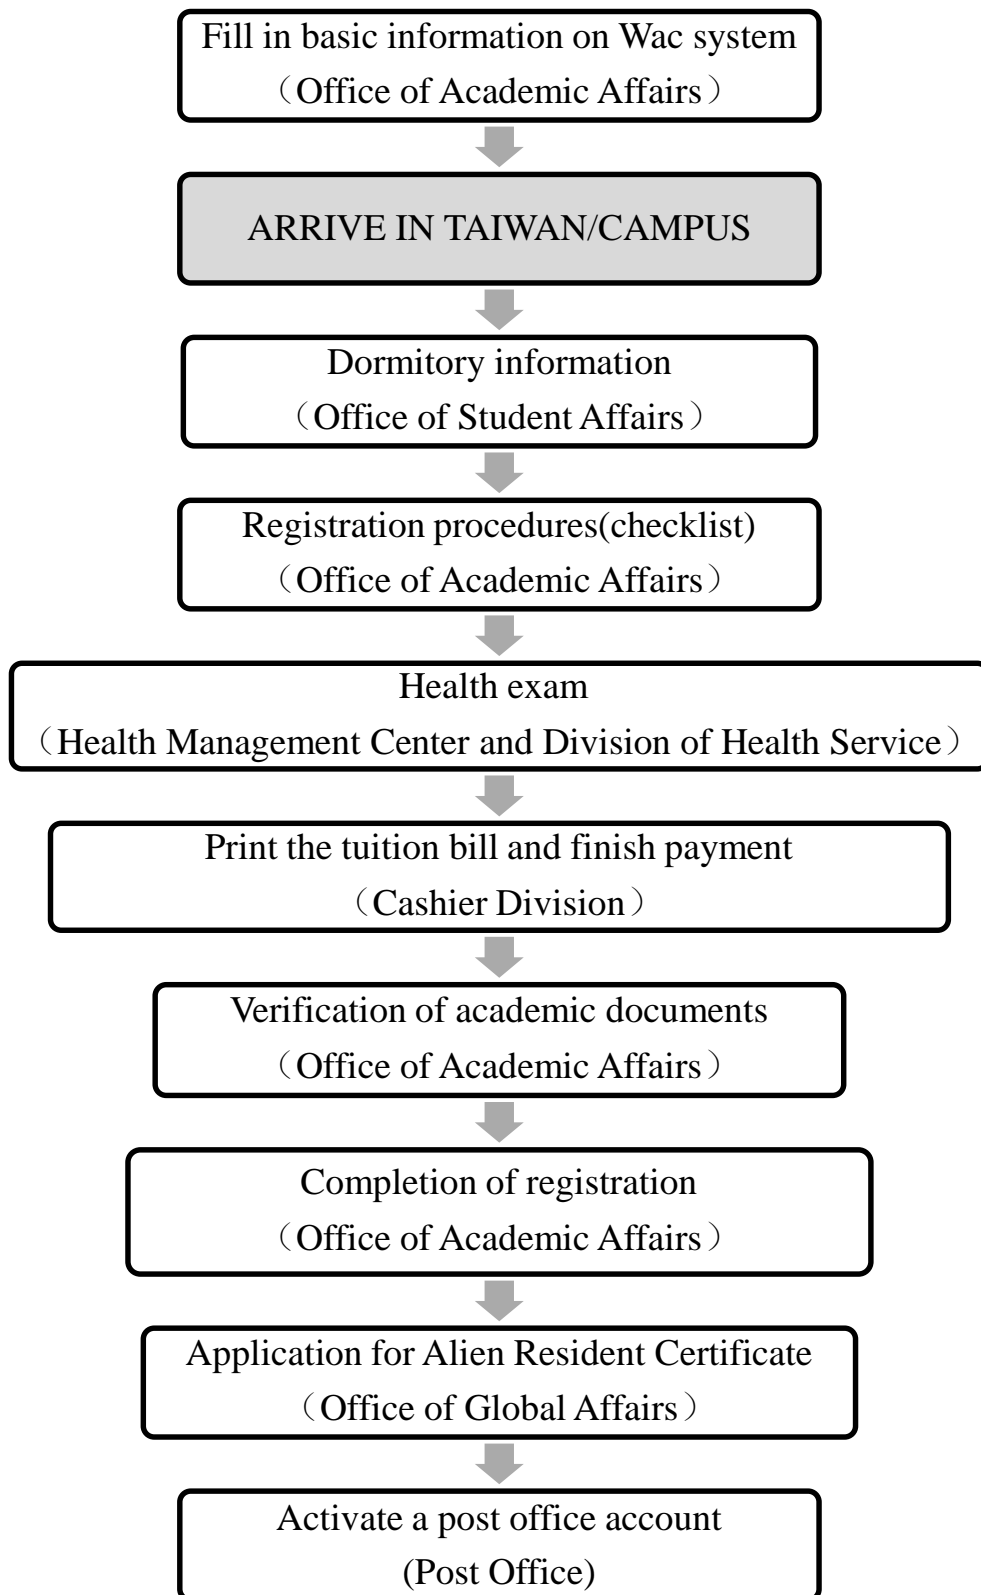 Fill in basic information on Wac system
（Office of Academic Affairs）
ARRIVE IN TAIWAN/CAMPUS
Dormitory information
（Office of Student Affairs）
Registration procedures(checklist)
（Office of Academic Affairs）
Health exam
（Health Management Center and Division of Health Service）
Print the tuition bill and finish payment
（Cashier Division）
Verification of academic documents
（Office of Academic Affairs）
Completion of registration
（Office of Academic Affairs）
Application for Alien Resident Certificate
（Office of Global Affairs）
Activate a post office account
(Post Office)